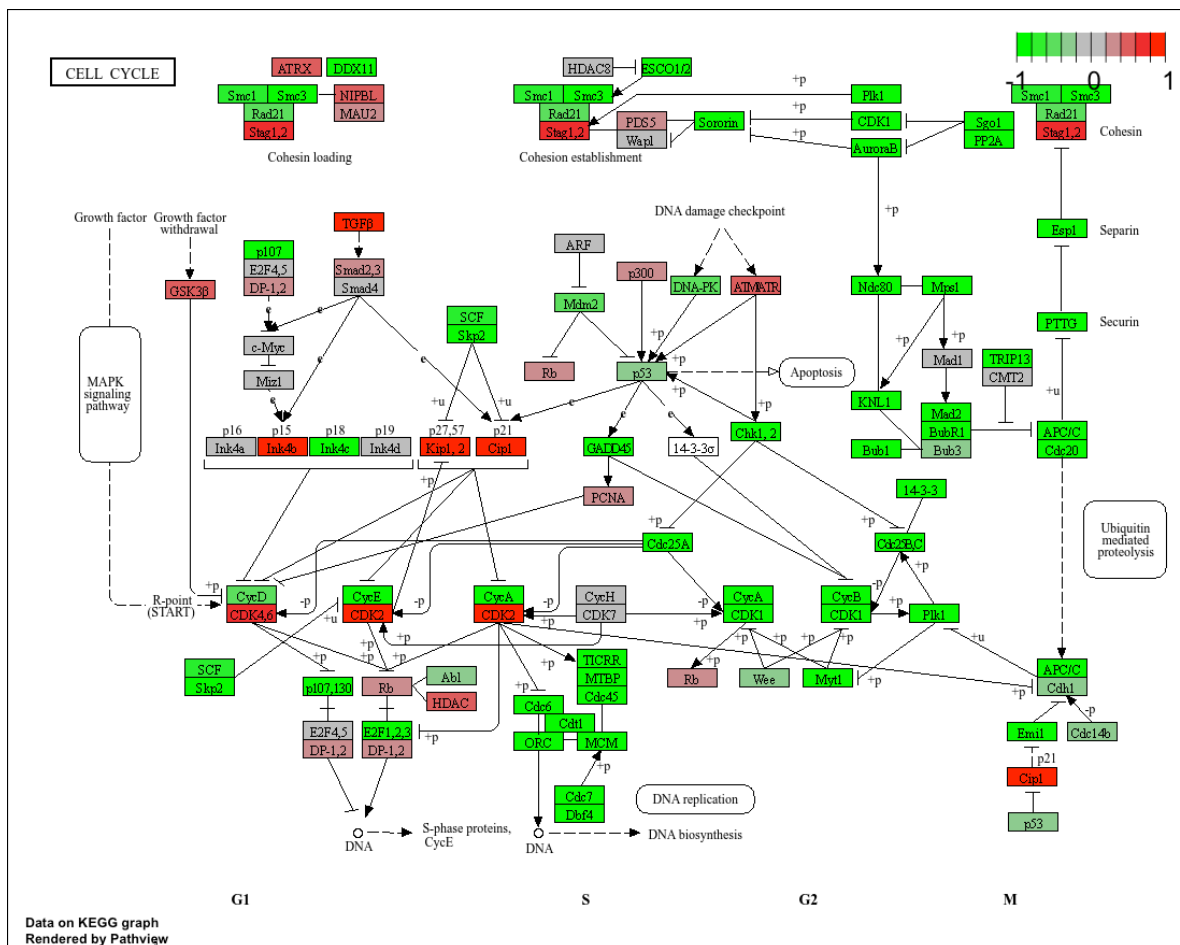 CELL CYCLE
-1 0 1
ATRX
DDX11
Smc1 Smc3
NIPBL
MAU2
Rad21
Stag1,2
Cohesin loading
HDAC8
ESCO1/2
Smc1 Smc3
Rad21
Stag1,2
PDS5
Wapl
Sororin
Cohesion establishment
+p
Plk1
+p
CDK1
+p
AuroraB
Sgo1
PP2A
Smc1 Smc3
Rad21
Stag1,2
Cohesin
Growth factor
Growth factor
withdrawal
TGFβ
DNA damage checkpoint
+p
p107
E2F4,5
DP-1,2
GSK3β
Smad2,3
Smad4
ARF
p300
DNA-PK
ATM/ATR
Mdm2
Esp1
Separin
Ndc80
Mps1
SCF
Skp2
e
e
c-Myc
Miz1
e
e
+u
+u
Rb
+p
+p
+p
p53
Apoptosis
PTTG
Securin
+p
+p
Mad1
TRIP13
CMT2
+u
MAPK
signaling
pathway
KNL1
Mad2
BubR1
Bub3
Bub1
APC/C
Cdc20
e
e
e
e
+p
p16
p15
p18
p19
p27,57
p21
Ink4a
Ink4b
Ink4c
Ink4d
Kip1, 2
Cip1
GADD45
14-3-3σ
Chk1, 2
+p
PCNA
14-3-3
+p
+p
Cdc25A
Cdc25B,C
Ubiquitin
mediated
proteolysis
R-point
(START)
+p
CycD
CDK4,6
-p
CycE
CDK2
-p
CycA
CDK2
-p
+p
CycH
CDK7
-p
+p
CycA
CDK1
CycB
CDK1
-p
+p
Plk1
+u
+u
+p
+p
+p
+p
+p
+p
+p
+p
+p
SCF
Skp2
p107,130
Rb
Abl
HDAC
+p
TICRR
MTBP
Cdc45
Rb
Wee
Myt1
+p
+p
APC/C
Cdh1
Cdc6
Cdt1
ORC
MCM
E2F4,5
DP-1,2
E2F1,2,3
DP-1,2
+p
+p
-p
Emi1
Cdc14b
p21
Cip1
p53
Cdc7
Dbf4
DNA replication
DNA
S-phase proteins,
CycE
DNA
DNA biosynthesis
G1
S
G2
M
Data on KEGG graph
Rendered by Pathview